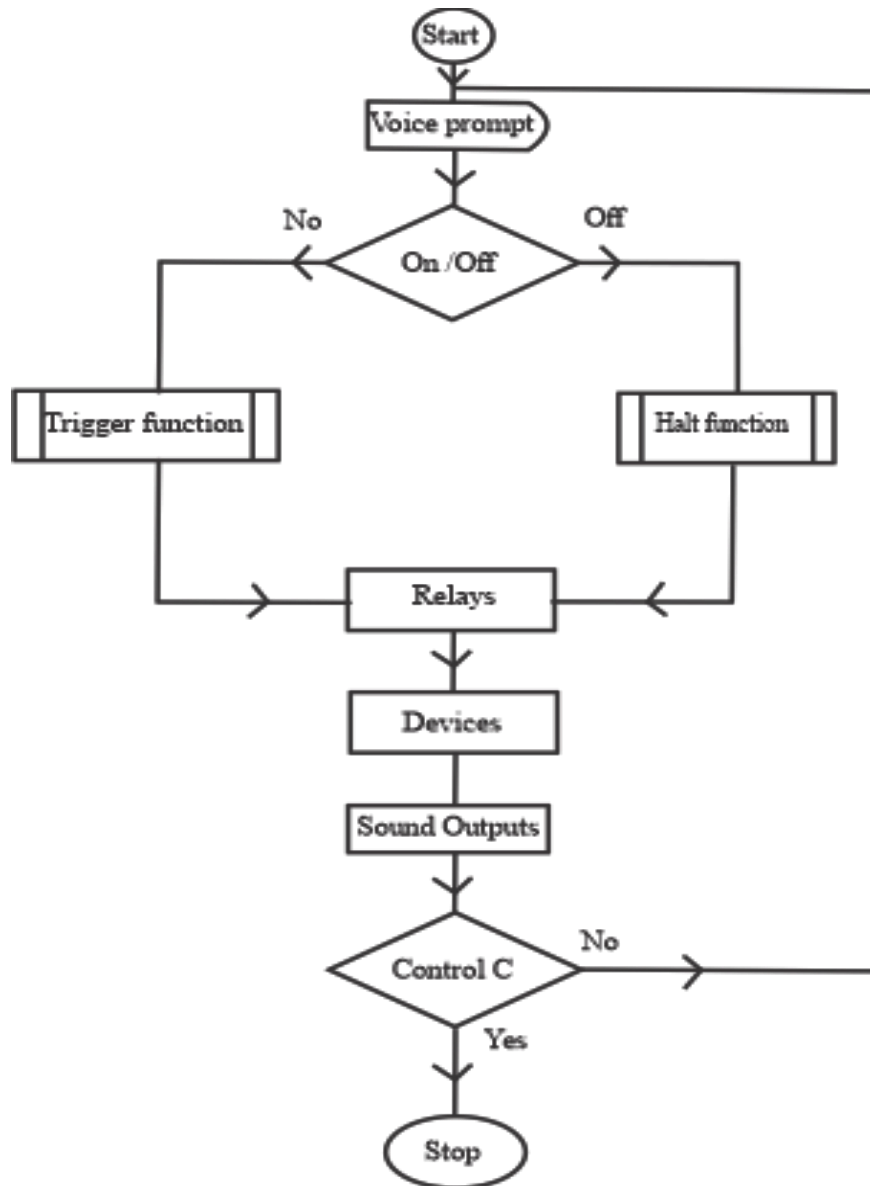 Start
Voice prompt
No
Off
On /Off
Trigger function
Halt function
Relays
Devices
Sound Outputs
Control C
No
Yes
Stop